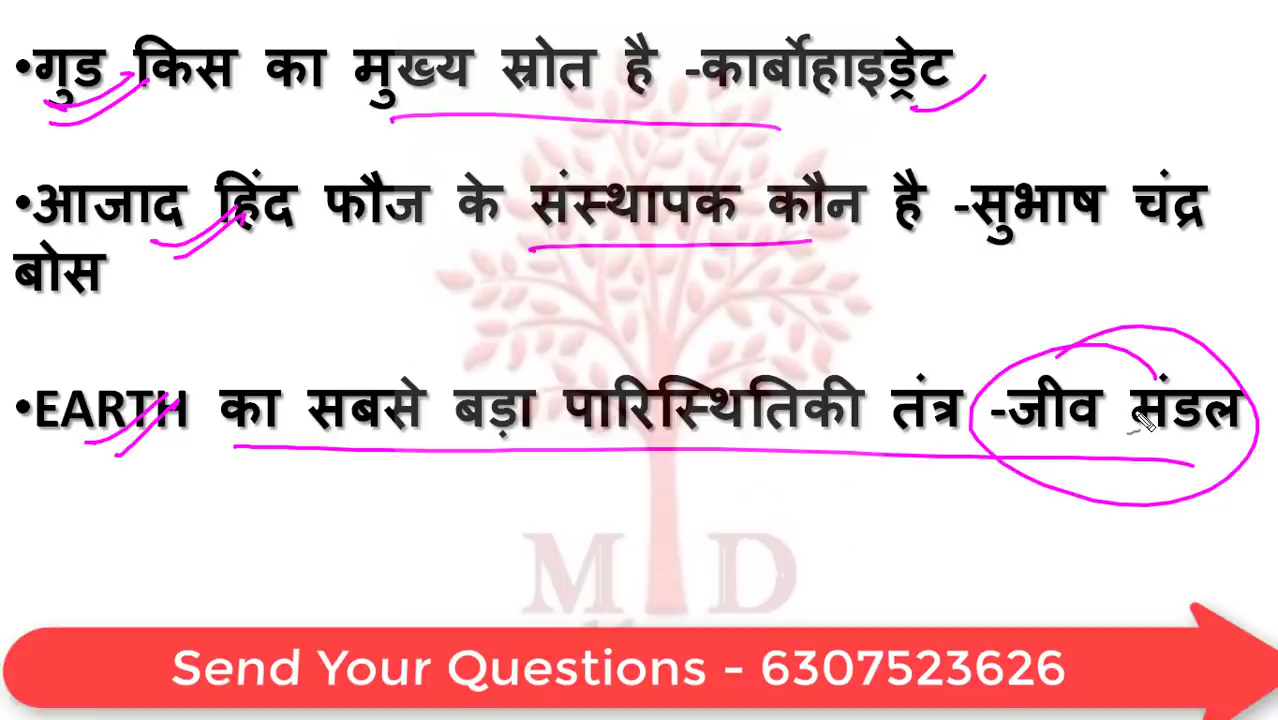 •गुड किस का मुख्य स्रोत है -कार्बोहाइड्रेट
•आजाद हिंद फौज के संस्थापक कौन है -सुभाष चंद्र
बोस
•EARTH का सबसे बड़ा पारिस्थितिकी तंत्र -जीव मंडल
M D
Send Your Questions - 6307523626